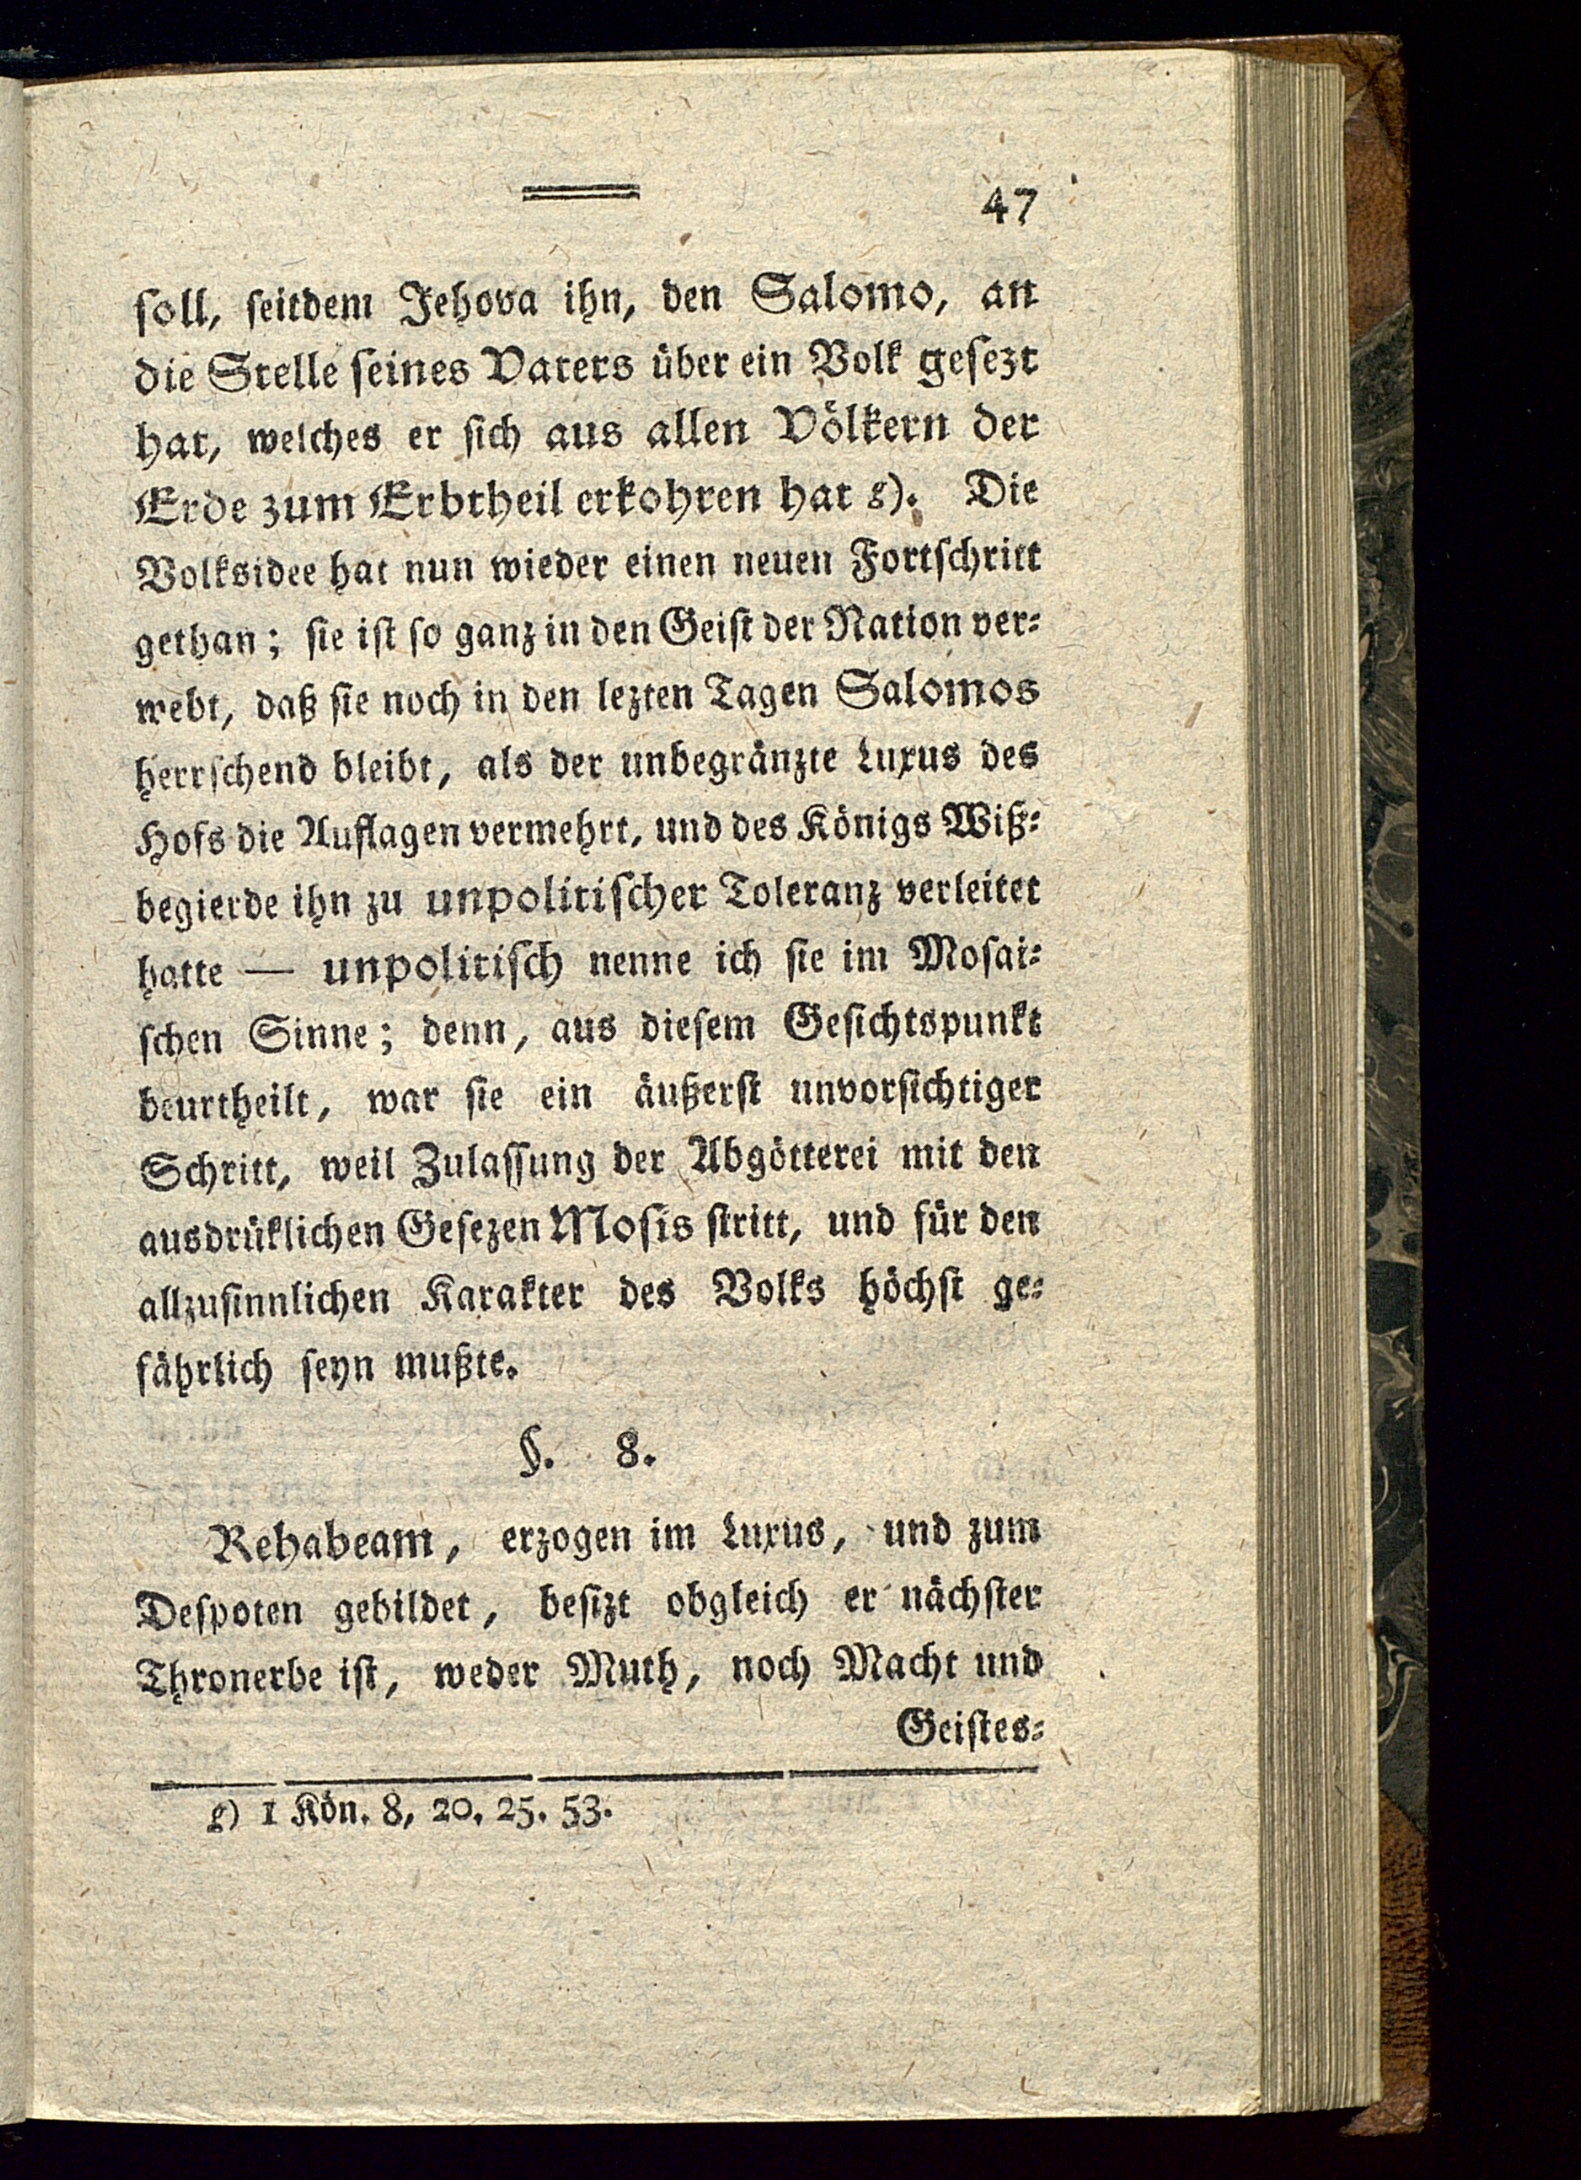 47
soll, seitdem Jehova ihn, den Salomo, an
die Stelle seines Vaters über ein Volk gesezt
hat, welches er sich aus allen Völkern der
Erde zum Erbtheil erkohren hat g). Die
Volksidee hat nun wieder einen neuen Fortschritt
gethan; sie ist so ganz in den Geist der Nation ver-
webt, daß sie noch in den lezten Tagen Salomos
herrschend bleibt, als der unbegränzte Luxus des
Hofs die Auflagen vermehrt, und des Königs Wiß-
begierde ihn zu unpolitischer Toleranz verleitet
hatte — unpolitisch nenne ich sie im Mosai-
schen Sinne; denn, aus diesem Gesichtspunkt
beurtheilt, war sie ein äußerst unvorsichtiger
Schritt, weil Zulassung der Abgötterei mit den
ausdrüklichen Gesezen Mosis stritt, und für den
allzusinnlichen Karakter des Volks höchst ge-
fährlich seyn mußte.
§. 8.
Rehabeam, erzogen im Luxus, und zum
Despoten gebildet, besizt obgleich er nächster
Thronerbe ist, weder Muth, noch Macht und
Geistes-
g) 1 Kön. 8, 20. 25. 53.